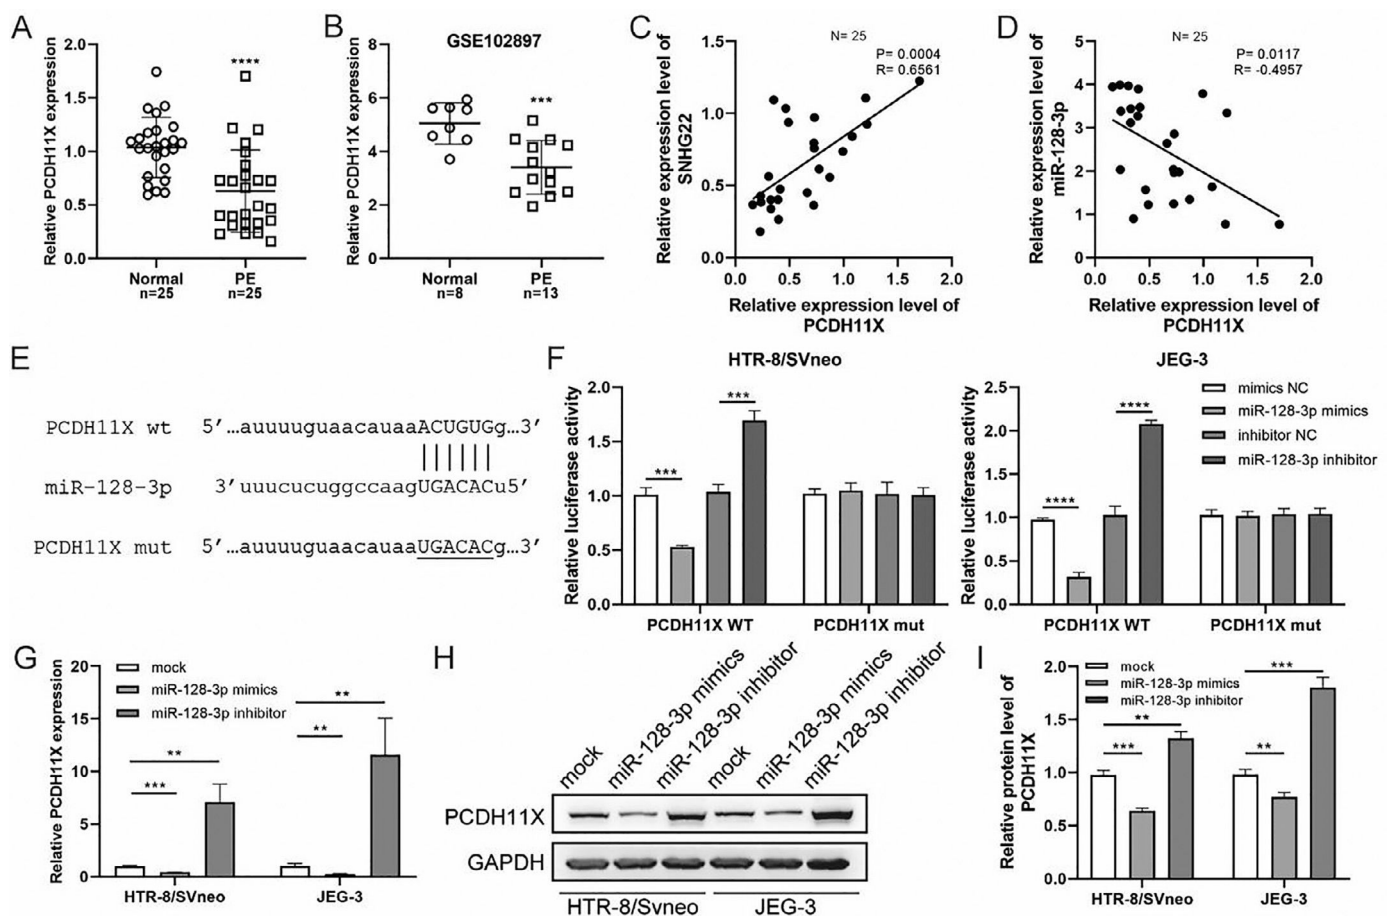 A
Relative PCDH11X expression
2.0
1.5
1.0
0.5
0.0
****
Normal
n=25
PE
n=25
B
GSE102897
Relative PCDH11X expression
8
6
4
2
0
***
Normal
n=8
PE
n=13
C
N= 25
P= 0.0004
R= 0.6561
Relative expression level of
SNHG22
1.5
1.0
0.5
0.0
0.0 0.5 1.0 1.5 2.0
Relative expression level of
PCDH11X
D
N= 25
P= 0.0117
R= -0.4957
Relative expression level of
miR-128-3p
5
4
3
2
1
0
0.0 0.5 1.0 1.5 2.0
Relative expression level of
PCDH11X
E
PCDH11X wt 5′…auuuuguaacauaaACUGUGg…3′
miR-128-3p 3′uuucucuggccaagUGACACu5′
PCDH11X mut 5′…auuuuguaacauaaUGACACg…3′
F
HTR-8/SVneo
Relative luciferase activity
2.0
1.5
1.0
0.5
0.0
***
***
PCDH11X WT PCDH11X mut
JEG-3
Relative luciferase activity
2.5
2.0
1.5
1.0
0.5
0.0
****
****
PCDH11X WT PCDH11X mut
mimics NC
miR-128-3p mimics
inhibitor NC
miR-128-3p inhibitor
G
Relative PCDH11X expression
20
15
10
5
0
mock
miR-128-3p mimics
miR-128-3p inhibitor
**
***
**
**
HTR-8/SVneo JEG-3
H
mock
miR-128-3p mimics
miR-128-3p inhibitor
mock
miR-128-3p mimics
miR-128-3p inhibitor
PCDH11X
GAPDH
HTR-8/Svneo JEG-3
I
Relative protein level of
PCDH11X
2.0
1.5
1.0
0.5
0.0
mock
miR-128-3p mimics
miR-128-3p inhibitor
**
***
***
**
HTR-8/SVneo JEG-3